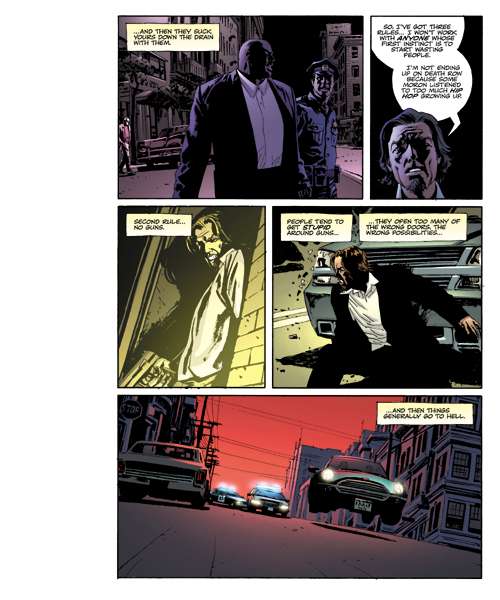 ...AND THEN THEY SUCK
YOURS DOWN THE DRAIN
WITH THEM.
SO, I'VE GOT THREE
RULES... I WON'T WORK
WITH ANYONE WHOSE
FIRST INSTINCT IS TO
START WASTING
PEOPLE.
I'M NOT ENDING
UP ON DEATH ROW
BECAUSE SOME
MORON LISTENED
TO TOO MUCH HIP
HOP GROWING UP.
SECOND RULE...
NO GUNS.
PEOPLE TEND TO
GET STUPID
AROUND GUNS...
...THEY OPEN TOO MANY OF
THE WRONG DOORS, THE
WRONG POSSIBILITIES...
...AND THEN THINGS
GENERALLY GO TO HELL.